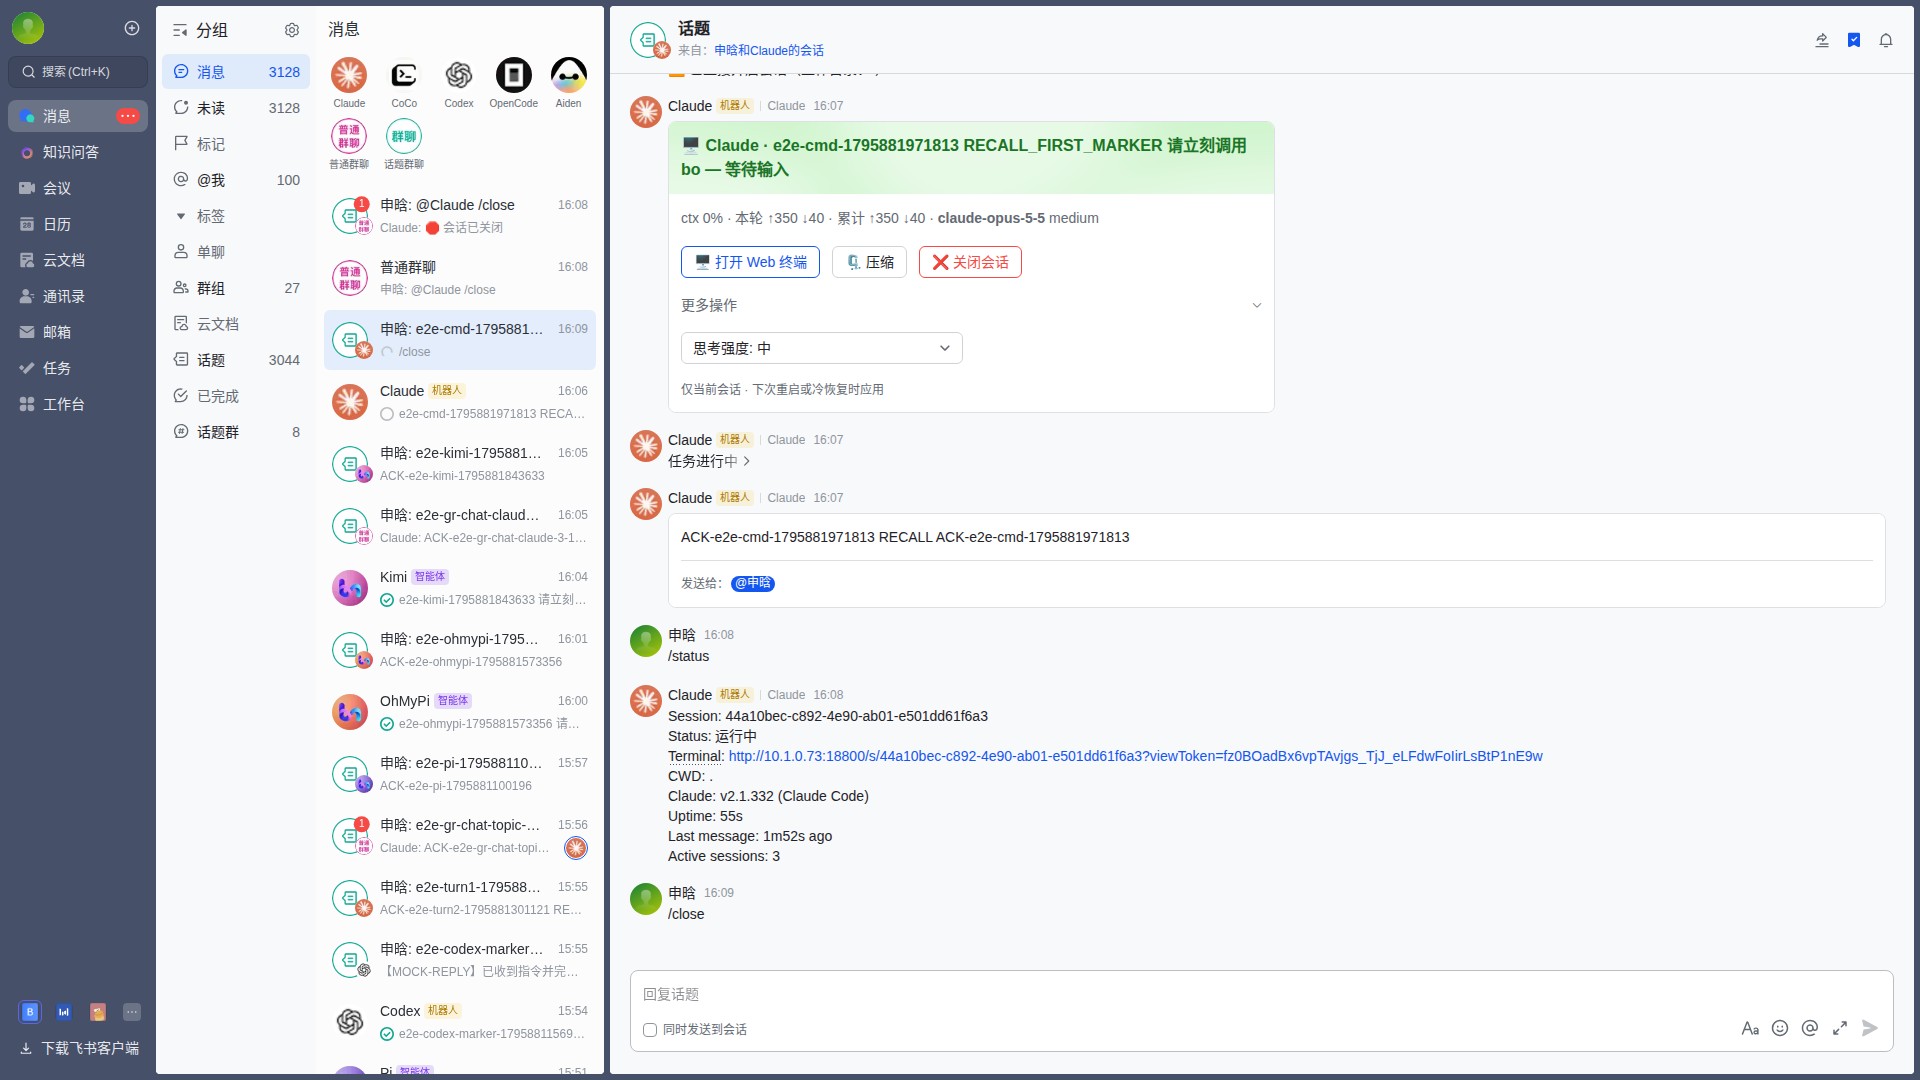 搜索 (Ctrl+K)
消息
知识问答
会议
日历
云文档
通讯录
邮箱
任务
工作台
下载飞书客户端
分组
消息 3128
未读 3128
标记
@我 100
标签
单聊
群组 27
云文档
话题 3044
已完成
话题群 8
消息
Claude CoCo Codex OpenCode Aiden
普通群聊
群聊
普通群聊 话题群聊
1
申晗: @Claude /close 16:08
Claude: 会话已关闭
普通群聊
普通群聊 16:08
申晗: @Claude /close
申晗: e2e-cmd-1795881... 16:09
/close
Claude 机器人 16:06
e2e-cmd-1795881971813 RECA...
申晗: e2e-kimi-1795881... 16:05
ACK-e2e-kimi-1795881843633
申晗: e2e-gr-chat-claud... 16:05
Claude: ACK-e2e-gr-chat-claude-3-1...
Kimi 智能体 16:04
e2e-kimi-1795881843633 请立刻...
申晗: e2e-ohmypi-1795... 16:01
ACK-e2e-ohmypi-1795881573356
OhMyPi 智能体 16:00
e2e-ohmypi-1795881573356 请...
申晗: e2e-pi-179588110... 15:57
ACK-e2e-pi-1795881100196
1
申晗: e2e-gr-chat-topic-... 15:56
Claude: ACK-e2e-gr-chat-topi...
申晗: e2e-turn1-179588... 15:55
ACK-e2e-turn2-1795881301121 RE...
申晗: e2e-codex-marker... 15:55
【MOCK-REPLY】已收到指令并完...
Codex 机器人 15:54
e2e-codex-marker-17958811569...
Pi 智能体 15:51
话题
来自：申晗和Claude的会话
Claude 机器人 Claude 16:07
Claude · e2e-cmd-1795881971813 RECALL_FIRST_MARKER 请立刻调用
bo — 等待输入
ctx 0% · 本轮 ↑350 ↓40 · 累计 ↑350 ↓40 · claude-opus-5-5 medium
打开 Web 终端 压缩 关闭会话
更多操作
思考强度: 中
仅当前会话 · 下次重启或冷恢复时应用
Claude 机器人 Claude 16:07
任务进行中
Claude 机器人 Claude 16:07
ACK-e2e-cmd-1795881971813 RECALL ACK-e2e-cmd-1795881971813
发送给： @申晗
申晗 16:08
/status
Claude 机器人 Claude 16:08
Session: 44a10bec-c892-4e90-ab01-e501dd61f6a3
Status: 运行中
Terminal: http://10.1.0.73:18800/s/44a10bec-c892-4e90-ab01-e501dd61f6a3?viewToken=fz0BOadBx6vpTAvjgs_TjJ_eLFdwFoIirLsBtP1nE9w
CWD: .
Claude: v2.1.332 (Claude Code)
Uptime: 55s
Last message: 1m52s ago
Active sessions: 3
申晗 16:09
/close
回复话题
同时发送到会话